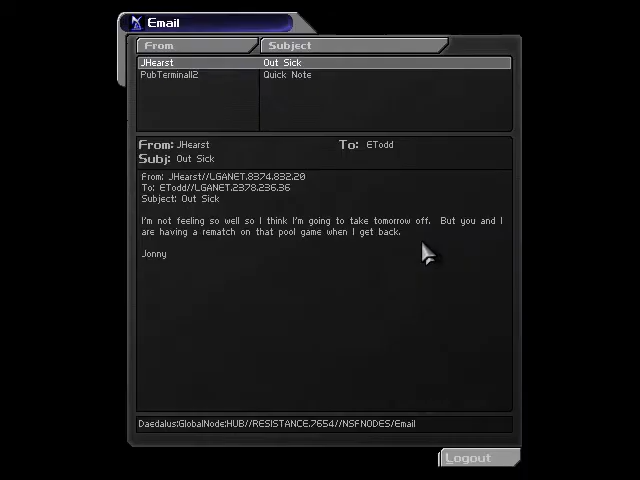 Email
From Subject
JHearst Out Sick
PubTerminal12 Quick Note
From: JHearst To: ETodd
Subj: Out Sick
From: JHearst//LGANET.8374.832.20
To: ETodd//LGANET.2378.236.36
Subject: Out Sick
I'm not feeling so well so I think I'm going to take tomorrow off. But you and I
are having a rematch on that pool game when I get back.
Jonny
Daedalus:GlobalNode:HUB//RESISTANCE.7654//NSFNODES/Email
Logout